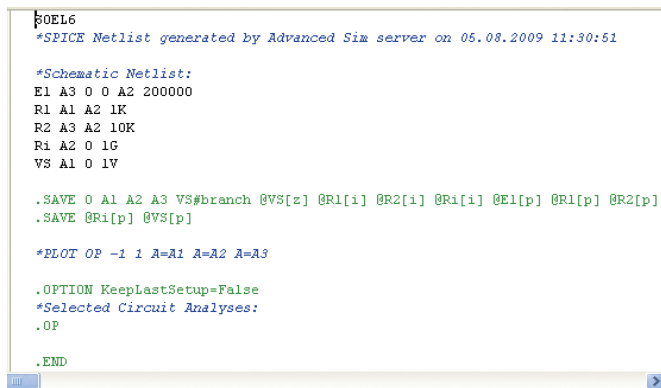 SOEL6
*SPICE Netlist generated by Advanced Sim server on 05.08.2009 11:30:51
*Schematic Netlist:
E1 A3 0 0 A2 200000
R1 A1 A2 1K
R2 A3 A2 10K
Ri A2 0 1G
VS A1 0 1V
.SAVE 0 A1 A2 A3 VS#branch @VS[z] @R1[i] @R2[i] @Ri[i] @E1[p] @R1[p] @R2[p]
.SAVE @Ri[p] @VS[p]
*PLOT OP -1 1 A=A1 A=A2 A=A3
.OPTION KeepLastSetup=False
*Selected Circuit Analyses:
.OP
.END